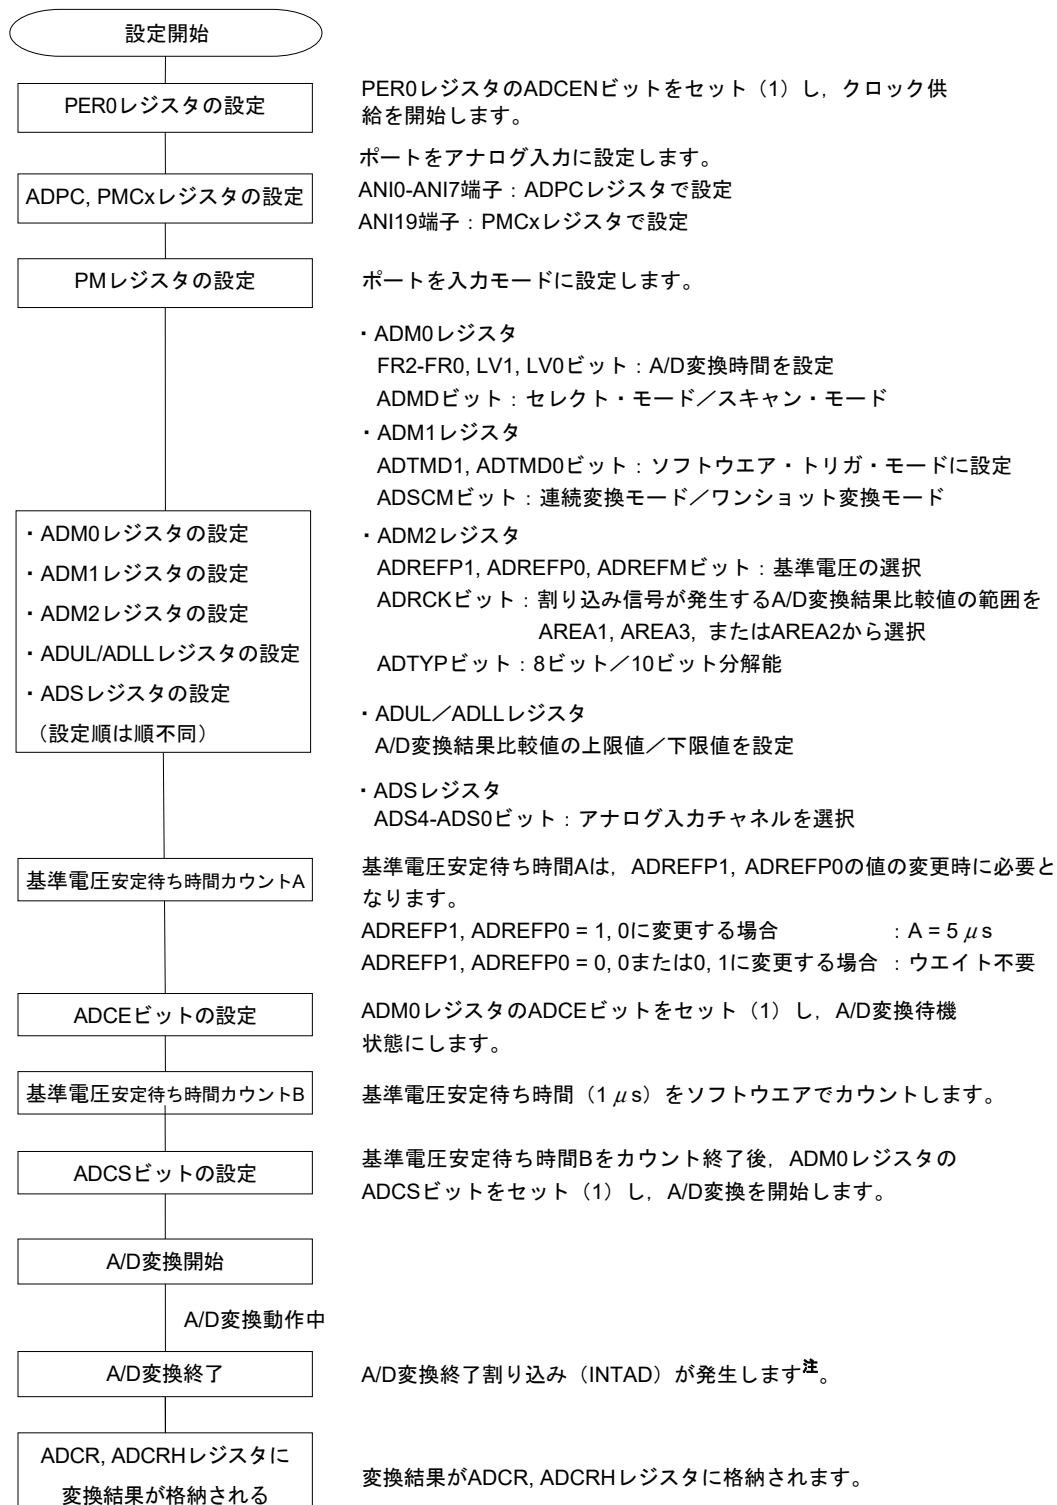 設定開始
PER0レジスタの設定
PER0レジスタのADCENビットをセット（1）し，クロック供
給を開始します。
ADPC, PMCxレジスタの設定
ポートをアナログ入力に設定します。
ANI0-ANI7端子：ADPCレジスタで設定
ANI19端子：PMCxレジスタで設定
PMレジスタの設定
ポートを入力モードに設定します。
・ADM0レジスタの設定
・ADM1レジスタの設定
・ADM2レジスタの設定
・ADUL/ADLLレジスタの設定
・ADSレジスタの設定
（設定順は順不同）
・ADM0レジスタ
FR2-FR0, LV1, LV0ビット：A/D変換時間を設定
ADMDビット：セレクト・モード／スキャン・モード
・ADM1レジスタ
ADTMD1, ADTMD0ビット：ソフトウエア・トリガ・モードに設定
ADSCMビット：連続変換モード／ワンショット変換モード
・ADM2レジスタ
ADREFP1, ADREFP0, ADREFMビット：基準電圧の選択
ADRCKビット：割り込み信号が発生するA/D変換結果比較値の範囲を
AREA1, AREA3, またはAREA2から選択
ADTYPビット：8ビット／10ビット分解能
・ADUL／ADLLレジスタ
A/D変換結果比較値の上限値／下限値を設定
・ADSレジスタ
ADS4-ADS0ビット：アナログ入力チャネルを選択
基準電圧安定待ち時間カウントA
基準電圧安定待ち時間Aは，ADREFP1, ADREFP0の値の変更時に必要と
なります。
ADREFP1, ADREFP0 = 1, 0に変更する場合 ：A = 5 μs
ADREFP1, ADREFP0 = 0, 0または0, 1に変更する場合 ：ウエイト不要
ADCEビットの設定
ADM0レジスタのADCEビットをセット（1）し，A/D変換待機
状態にします。
基準電圧安定待ち時間カウントB
基準電圧安定待ち時間（1 μs）をソフトウエアでカウントします。
ADCSビットの設定
基準電圧安定待ち時間Bをカウント終了後，ADM0レジスタの
ADCSビットをセット（1）し，A/D変換を開始します。
A/D変換開始
A/D変換動作中
A/D変換終了
A/D変換終了割り込み（INTAD）が発生します注。
ADCR, ADCRHレジスタに
変換結果が格納される
変換結果がADCR, ADCRHレジスタに格納されます。